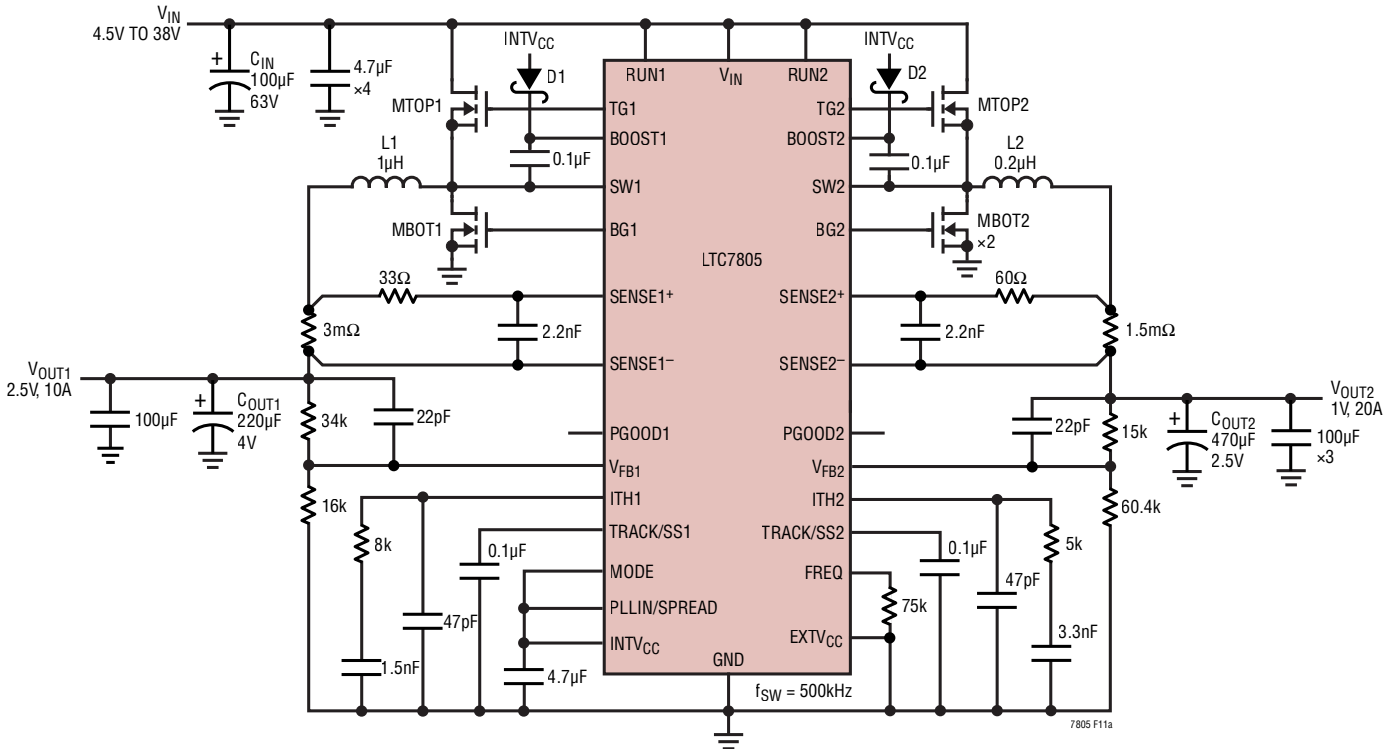 VIN
4.5V TO 38V
+
CIN
100µF
63V
4.7µF
×4
INTVCC
D1
MTOP1
0.1µF
L1
1µH
MBOT1
33Ω
3mΩ
2.2nF
VOUT1
2.5V, 10A
100µF
+
COUT1
220µF
4V
34k
22pF
16k
8k
1.5nF
47pF
0.1µF
4.7µF
RUN1
VIN
RUN2
TG1
BOOST1
SW1
BG1
SENSE1+
SENSE1–
PGOOD1
VFB1
ITH1
TRACK/SS1
MODE
PLLIN/SPREAD
INTVCC
LTC7805
GND
TG2
BOOST2
SW2
BG2
SENSE2+
SENSE2–
PGOOD2
VFB2
ITH2
TRACK/SS2
FREQ
EXTVCC
INTVCC
D2
MTOP2
0.1µF
L2
0.2µH
MBOT2
×2
60Ω
2.2nF
1.5mΩ
VOUT2
1V, 20A
22pF
15k
+
COUT2
470µF
2.5V
100µF
×3
60.4k
0.1µF
5k
47pF
75k
3.3nF
fSW = 500kHz
7805 F11a